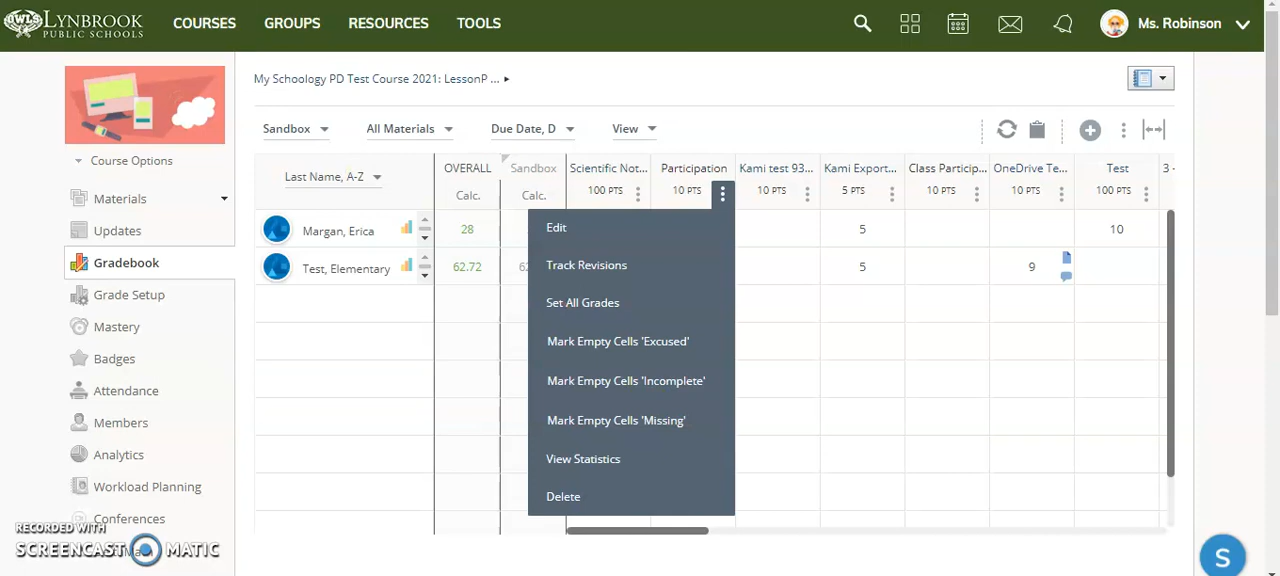 LYNBROOK
PUBLIC SCHOOLS
OWLS
COURSES GROUPS RESOURCES TOOLS
Ms. Robinson
My Schoology PD Test Course 2021: LessonP ...
Course Options
Materials
Updates
Gradebook
Grade Setup
Mastery
Badges
Attendance
Members
Analytics
Workload Planning
Conferences
RECORDED WITH
SCREENCAST MATIC
Sandbox All Materials Due Date, D View
Last Name, A-Z OVERALL Sandbox Scientific Not... Participation Kami test 93... Kami Export... Class Particip... OneDrive Te... Test 3 -
Calc. Calc. 100 PTS 10 PTS 10 PTS 5 PTS 10 PTS 10 PTS 100 PTS
Margan, Erica 28 5 10
Test, Elementary 62.72 62 5 9
Edit
Track Revisions
Set All Grades
Mark Empty Cells 'Excused'
Mark Empty Cells 'Incomplete'
Mark Empty Cells 'Missing'
View Statistics
Delete
S